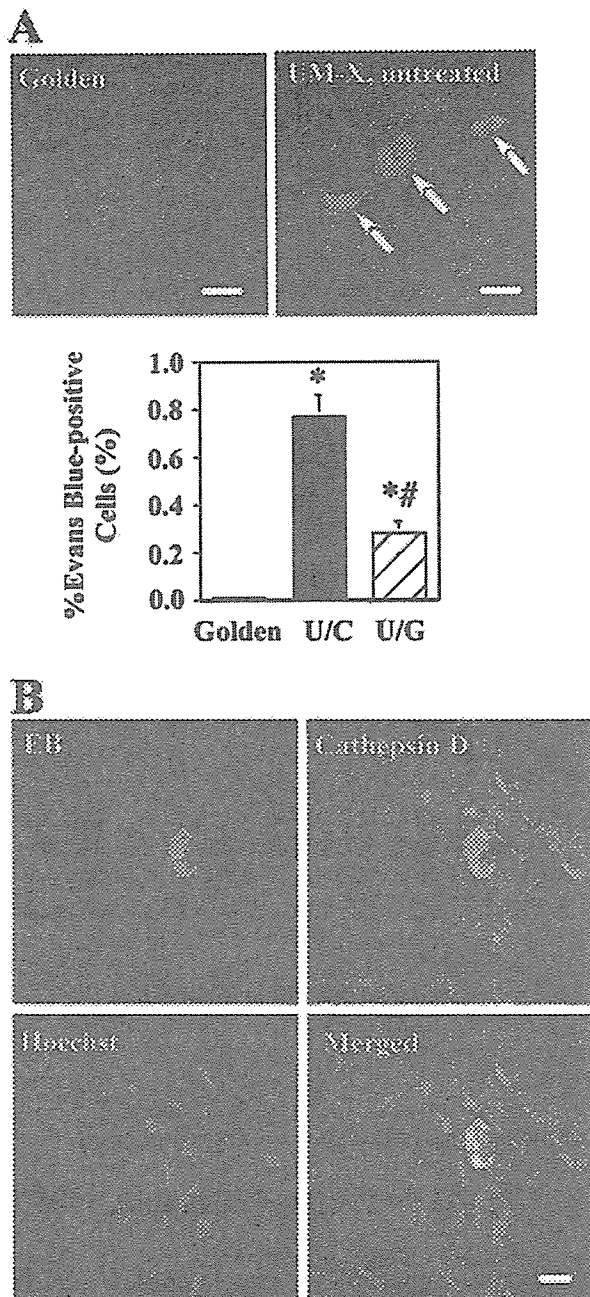 A
Golden
UM-X, untreated
%Evans Blue-positive
Cells (%)
1.0
0.8
0.6
0.4
0.2
0.0
*
*#
Golden U/C U/G
B
EB
Cathepsin D
Hoechst
Merged